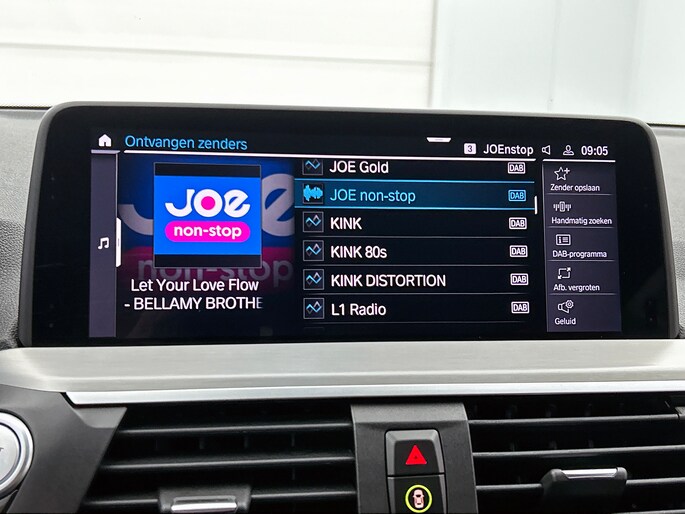 Ontvangen zenders
3 JOEnstop 09:05
JOE
non-stop
Let Your Love Flow
- BELLAMY BROTHE
JOE Gold DAB
JOE non-stop DAB
KINK DAB
KINK 80s DAB
KINK DISTORTION DAB
L1 Radio DAB
Zender opslaan
Handmatig zoeken
DAB-programma
Afb. vergroten
Geluid